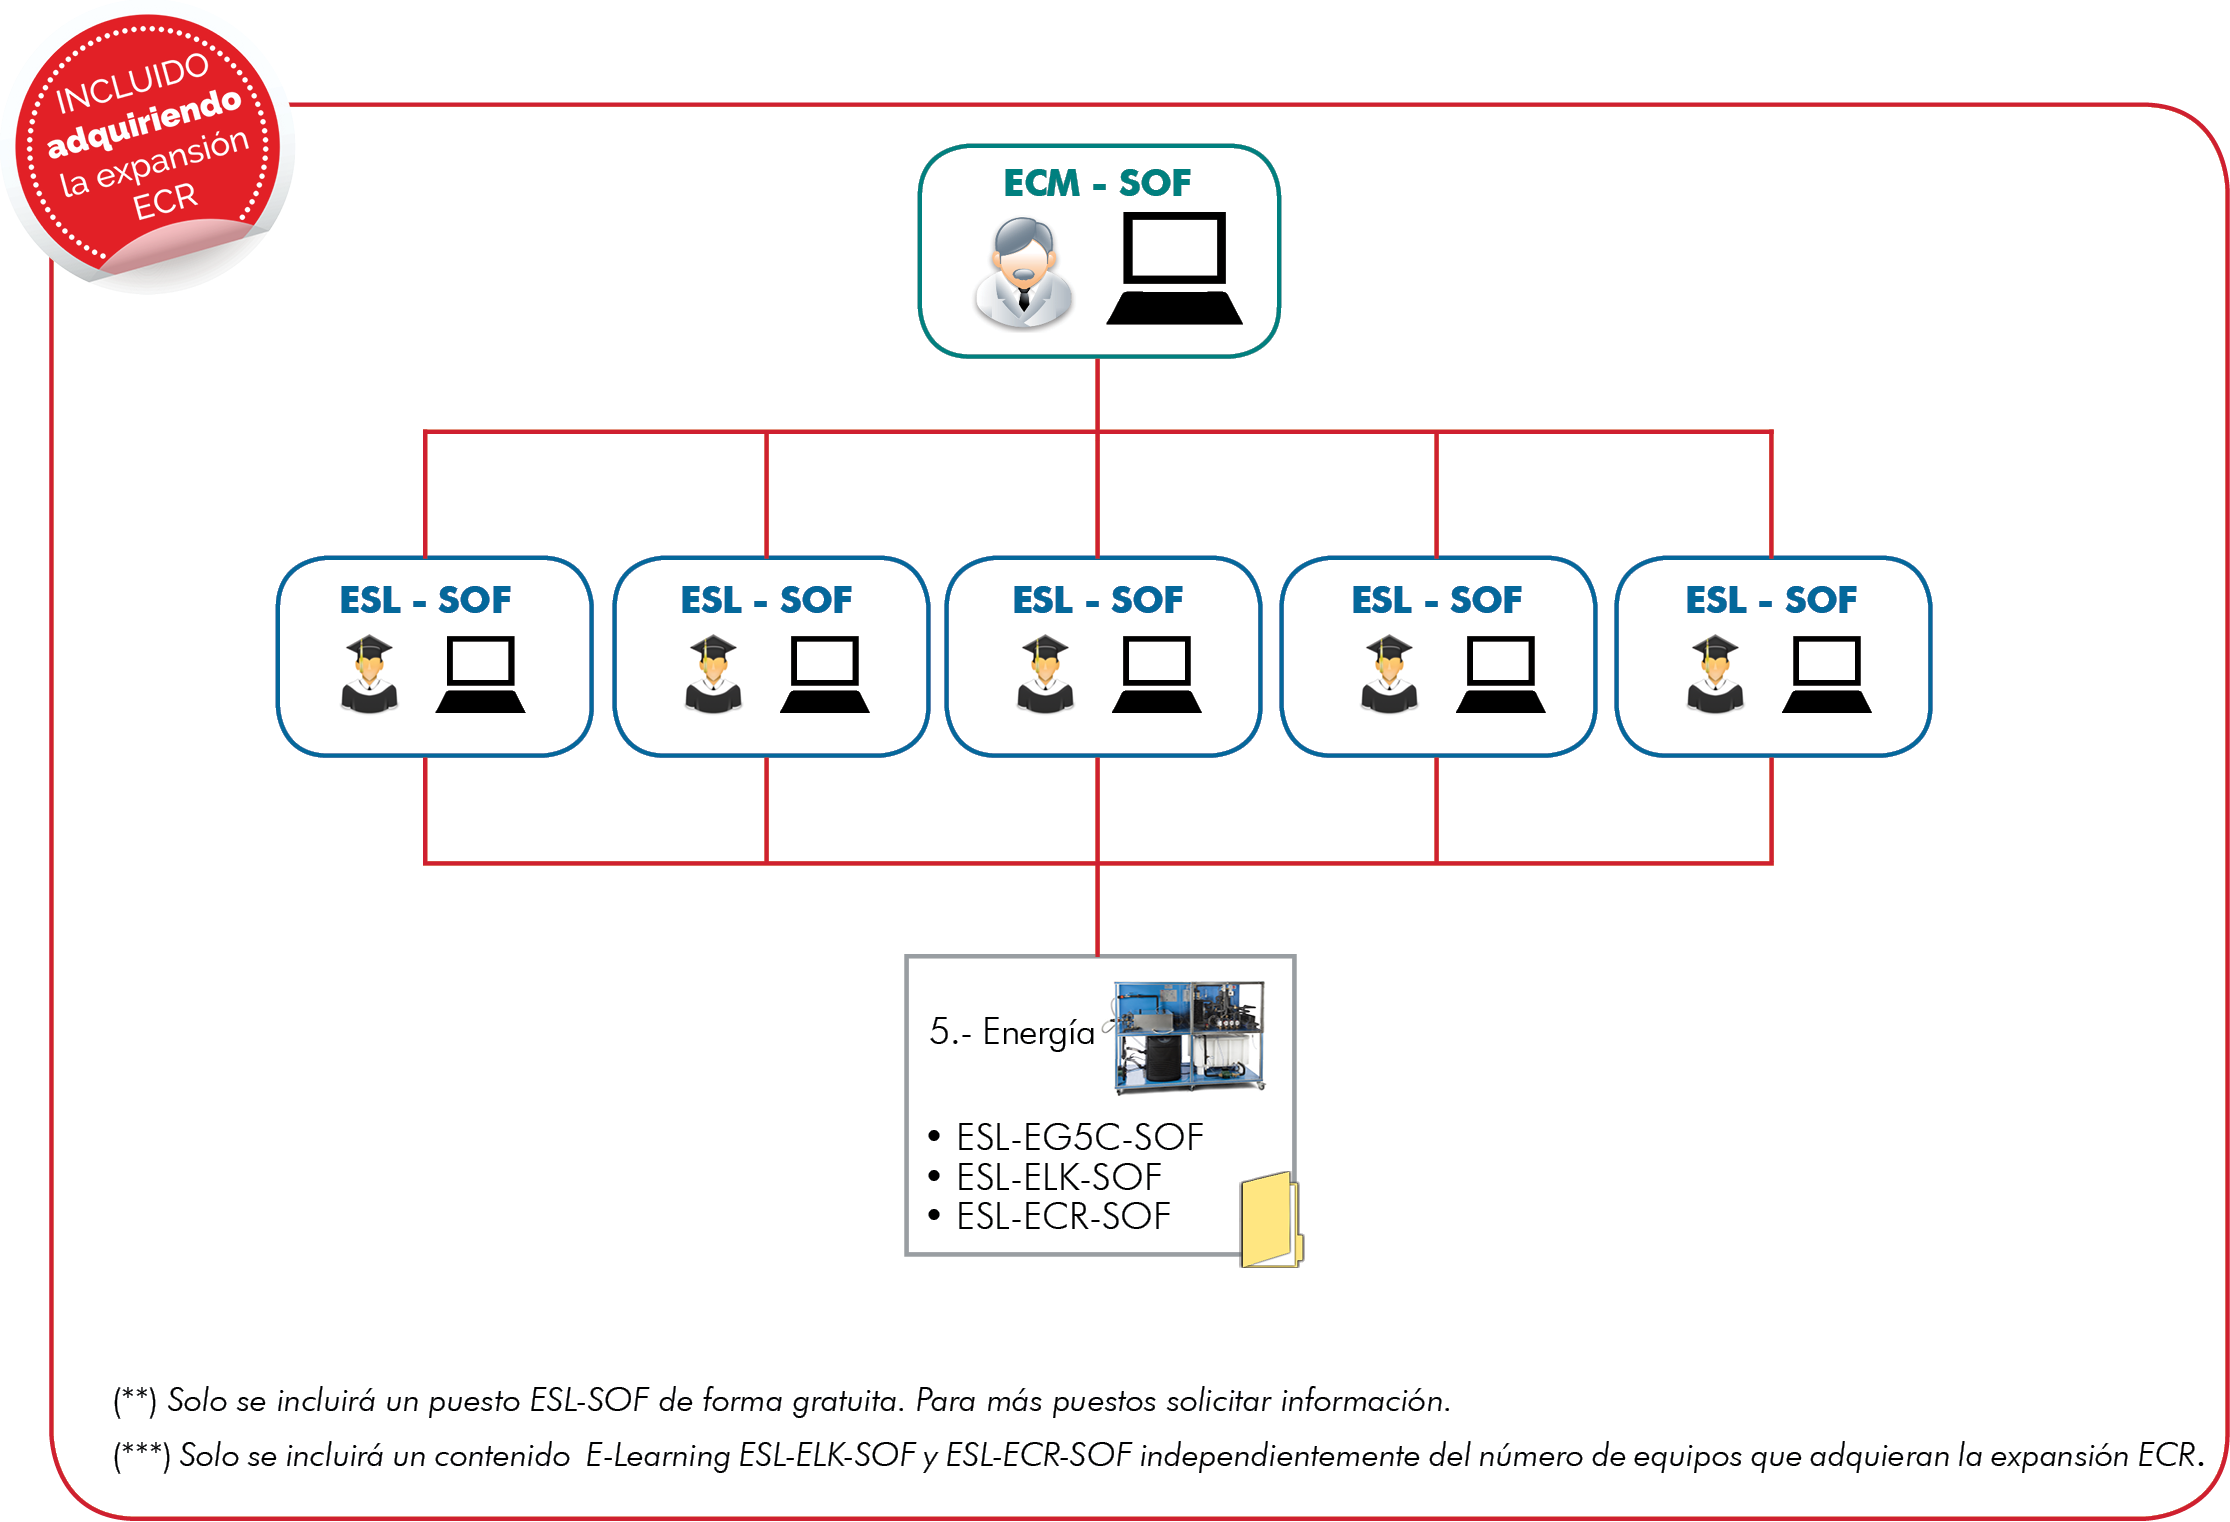 INCLUIDO
adquiriendo
la expansión
ECR
ECM - SOF
ESL - SOF
ESL - SOF
ESL - SOF
ESL - SOF
ESL - SOF
5.- Energía
• ESL-EG5C-SOF
• ESL-ELK-SOF
• ESL-ECR-SOF
(**) Solo se incluirá un puesto ESL-SOF de forma gratuita. Para más puestos solicitar información.
(***) Solo se incluirá un contenido E-Learning ESL-ELK-SOF y ESL-ECR-SOF independientemente del número de equipos que adquieran la expansión ECR.